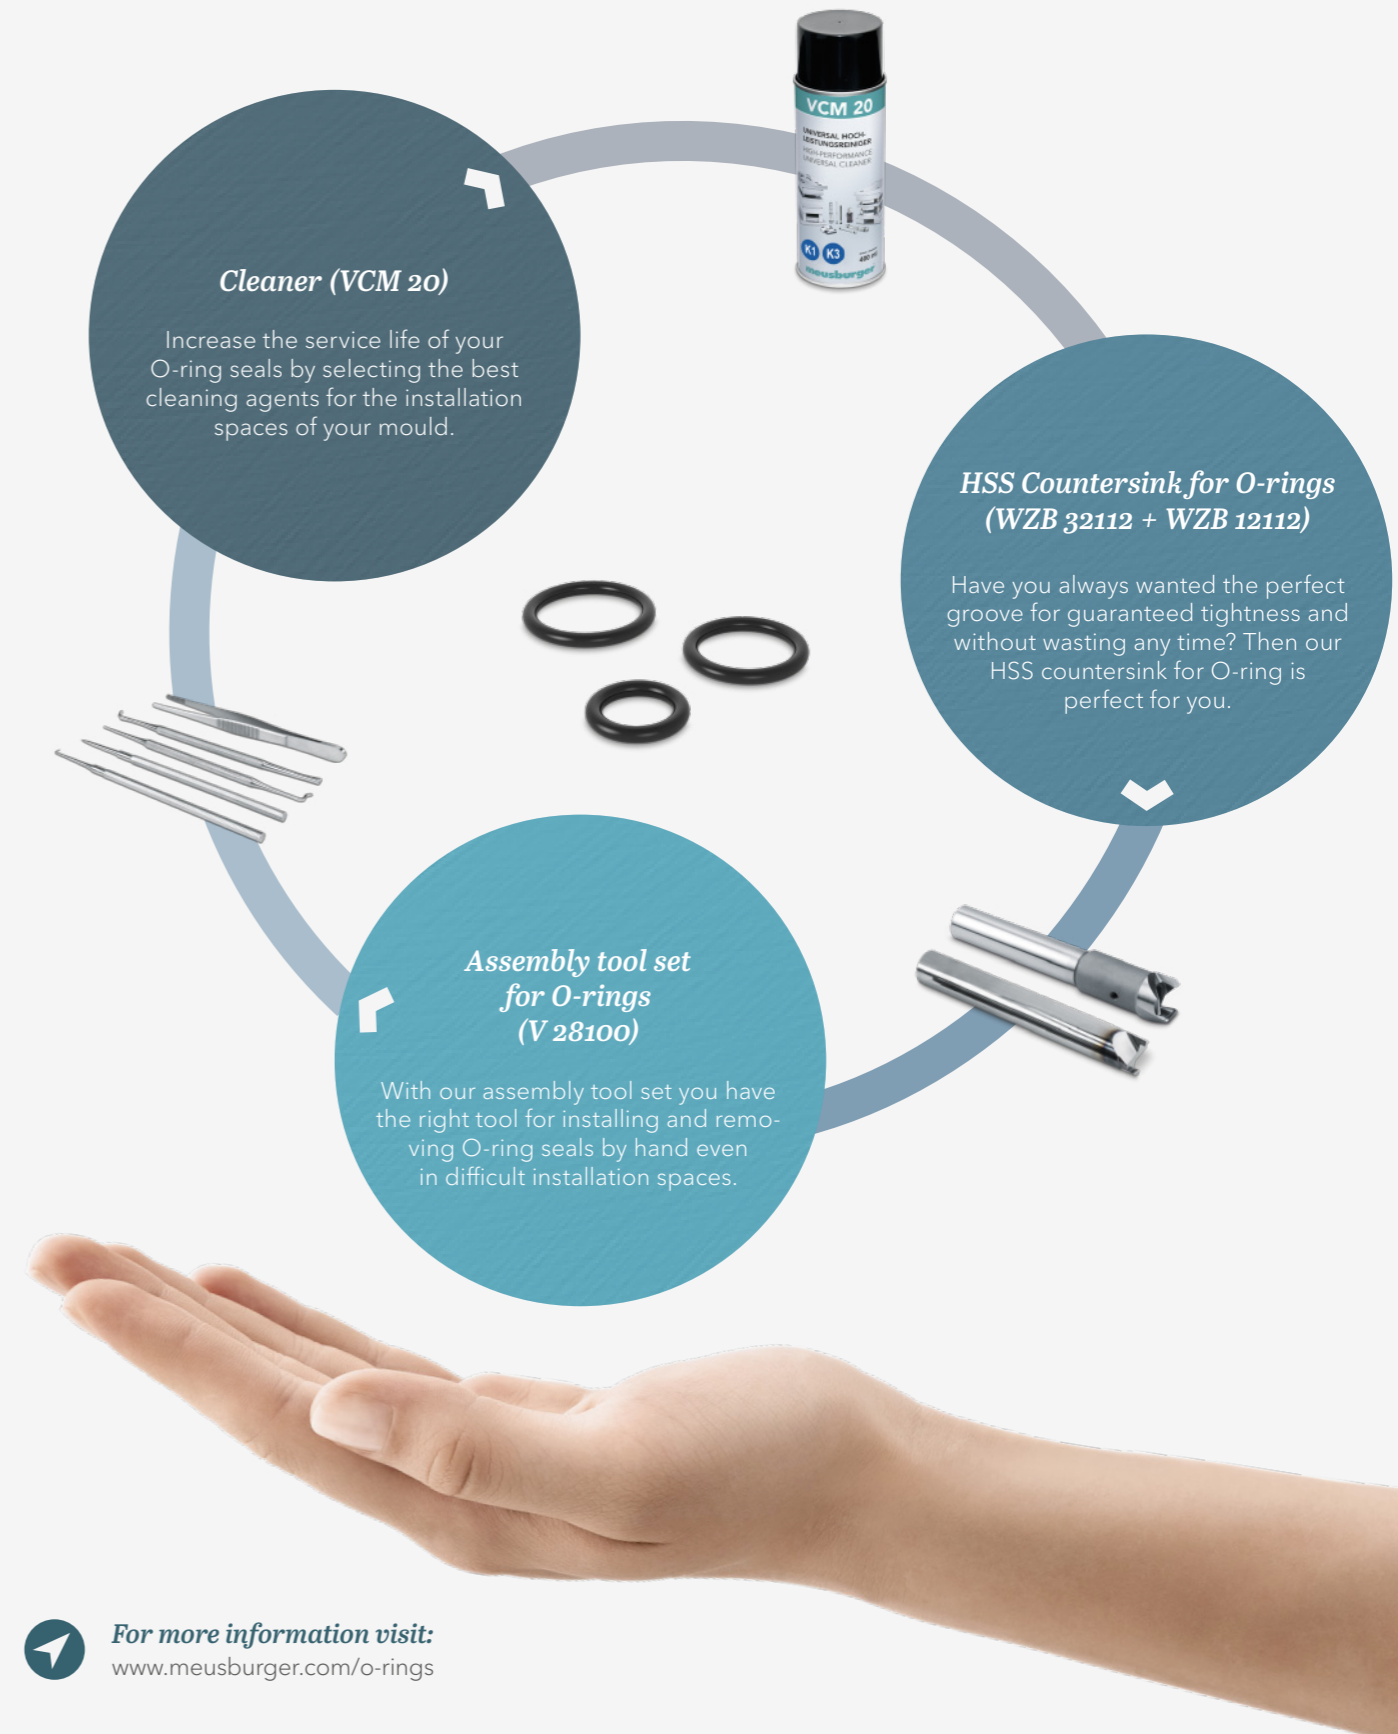 VCM 20
UNIVERSAL HOCH-
LEISTUNGSREINIGER
HIGH-PERFORMANCE
UNIVERSAL CLEANER
K1 K3
480 ml
meusburger
Cleaner (VCM 20)
Increase the service life of your
O-ring seals by selecting the best
cleaning agents for the installation
spaces of your mould.
HSS Countersink for O-rings
(WZB 32112 + WZB 12112)
Have you always wanted the perfect
groove for guaranteed tightness and
without wasting any time? Then our
HSS countersink for O-ring is
perfect for you.
Assembly tool set
for O-rings
(V 28100)
With our assembly tool set you have
the right tool for installing and remo-
ving O-ring seals by hand even
in difficult installation spaces.
For more information visit:
www.meusburger.com/o-rings